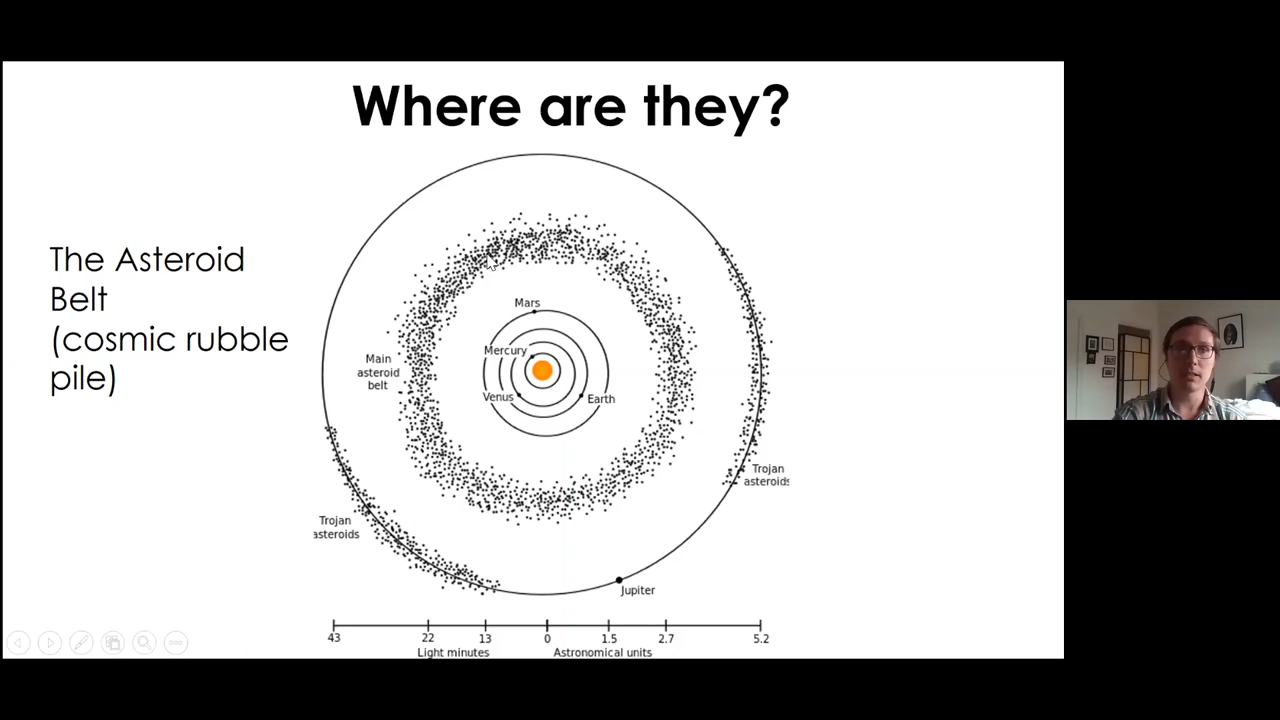 Where are they?
The Asteroid
Belt
(cosmic rubble
pile)
Mars
Mercury
Main
asteroid
belt
Venus
Earth
Trojan
asteroids
Trojan
asteroids
Jupiter
43 22 13 0 1.5 2.7 5.2
Light minutes Astronomical units